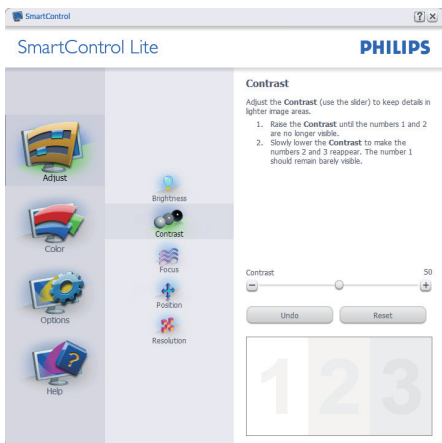 SmartControl
SmartControl Lite
PHILIPS
Adjust
Color
Options
Help
Brightness
Contrast
Focus
Position
Resolution
Contrast
Adjust the Contrast (use the slider) to keep details in
lighter image areas.
1. Raise the Contrast until the numbers 1 and 2
are no longer visible.
2. Slowly lower the Contrast to make the
numbers 2 and 3 reappear. The number 1
should remain barely visible.
Contrast 50
Undo Reset
1 2 3